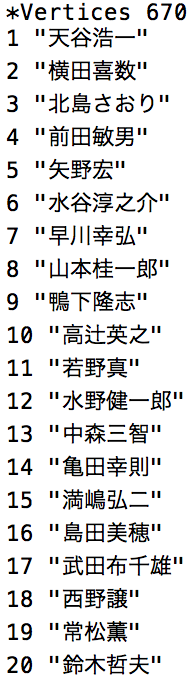 *Vertices 670
1 "天谷浩一"
2 "横田喜数"
3 "北島さおり"
4 "前田敏男"
5 "矢野宏"
6 "水谷淳之介"
7 "早川幸弘"
8 "山本桂一郎"
9 "鴨下隆志"
10 "高辻英之"
11 "若野真"
12 "水野健一郎"
13 "中森三智"
14 "亀田幸則"
15 "満嶋弘二"
16 "島田美穂"
17 "武田布千雄"
18 "西野譲"
19 "常松薫"
20 "鈴木哲夫"